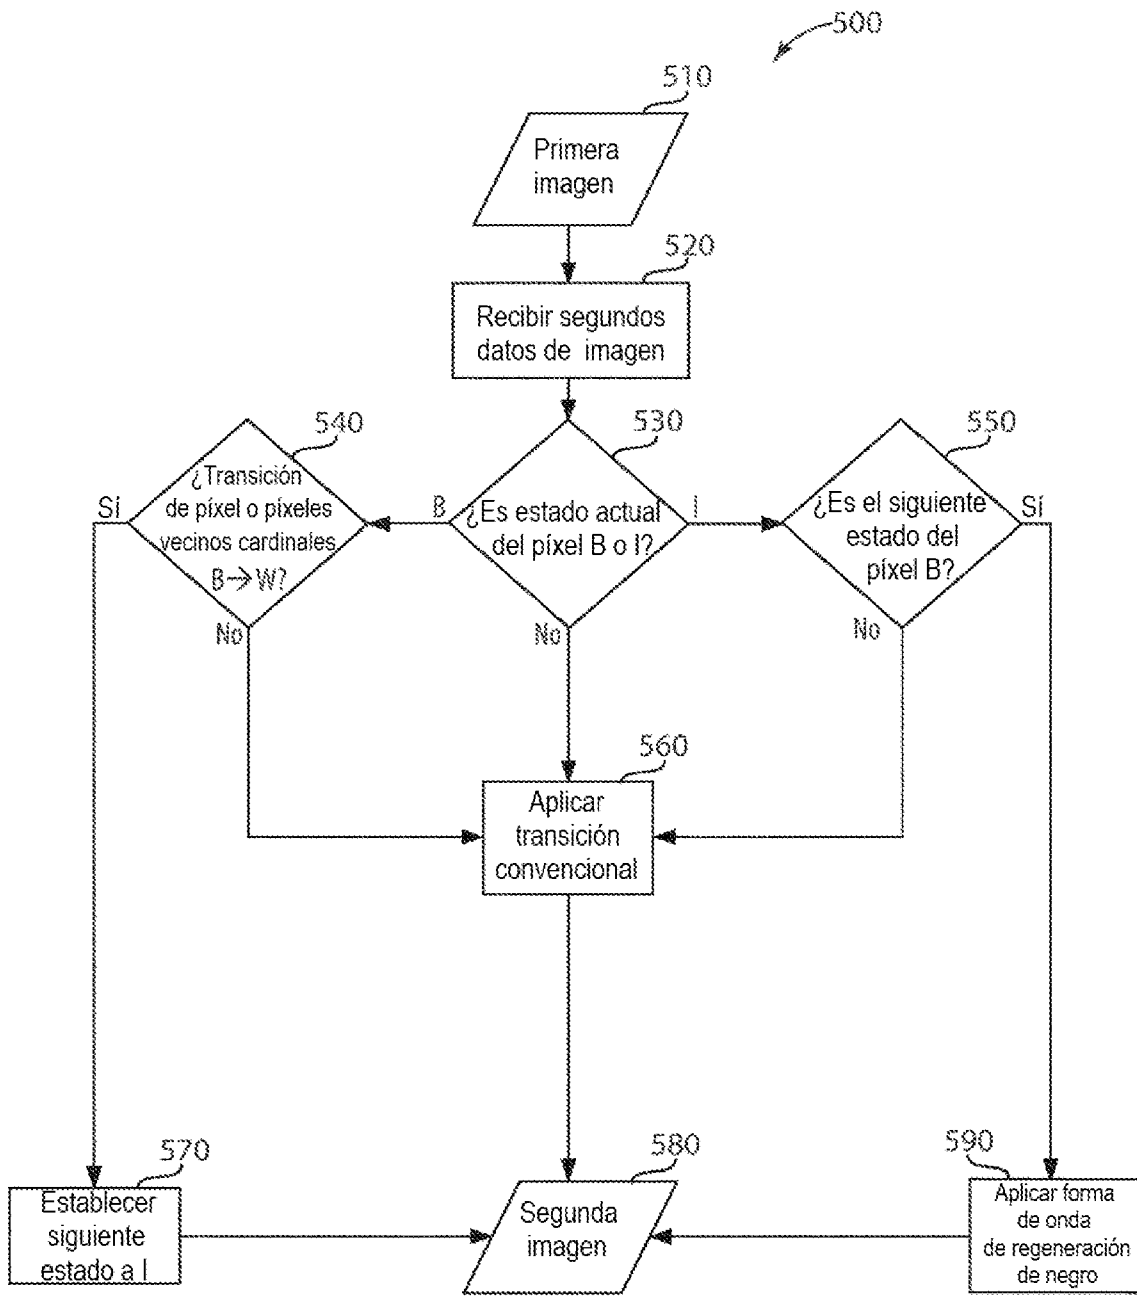 500
510
Primera
imagen
520
Recibir segundos
datos de imagen
540
530
550
¿Transición
de píxel o píxeles
vecinos cardinales
B→W?
Sí
B
¿Es estado actual
del píxel B o I?
I
¿Es el siguiente
estado del
píxel B?
Sí
No
No
No
560
Aplicar
transición
convencional
570
Establecer
siguiente
estado a I
580
Segunda
imagen
590
Aplicar forma
de onda
de regeneración
de negro